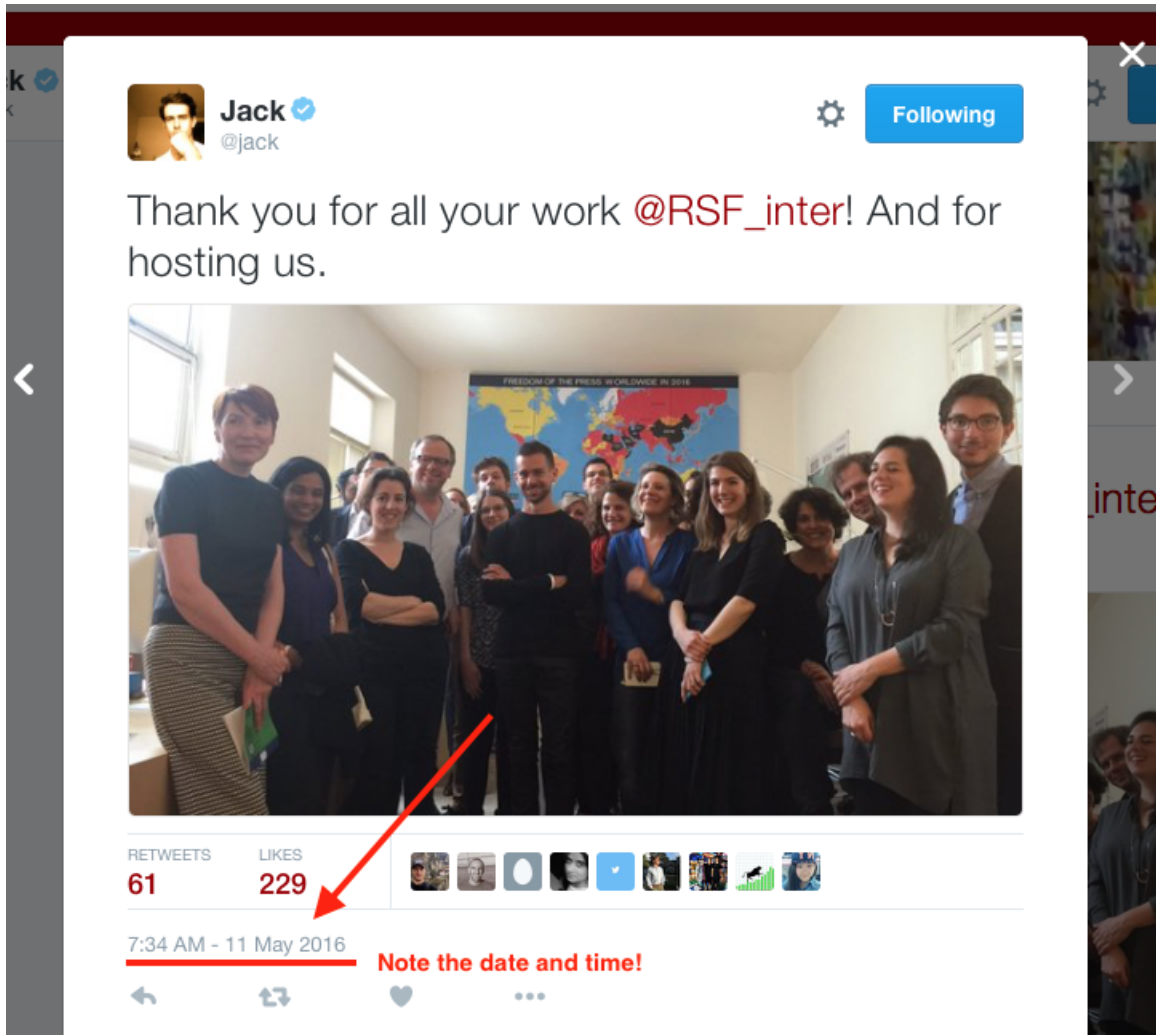 k
Jack
@jack
Following
Thank you for all your work @RSF_inter! And for
hosting us.
FREEDOM OF THE PRESS WORLDWIDE IN 2016
_inte
RETWEETS LIKES
61 229
7:34 AM - 11 May 2016
Note the date and time!